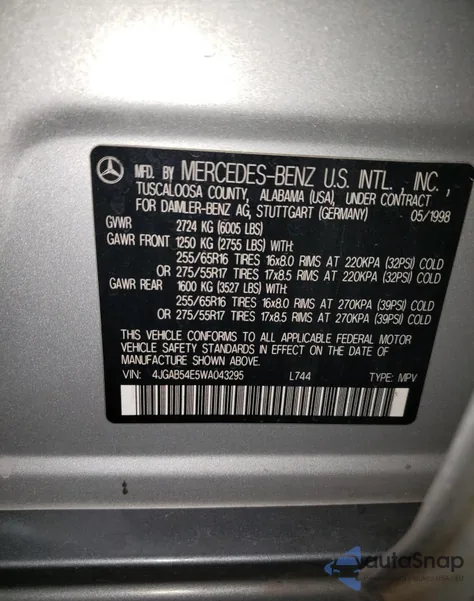 MFD. BY MERCEDES-BENZ U.S. INTL., INC.,
TUSCALOOSA COUNTY, ALABAMA (USA), UNDER CONTRACT
FOR DAIMLER-BENZ AG, STUTTGART (GERMANY) 05/1998
GVWR 2724 KG (6005 LBS)
GAWR FRONT 1250 KG (2755 LBS) WITH:
255/65R16 TIRES 16x8.0 RIMS AT 220KPA (32PSI) COLD
OR 275/55R17 TIRES 17x8.5 RIMS AT 220KPA (32PSI) COLD
GAWR REAR 1600 KG (3527 LBS) WITH:
255/65R16 TIRES 16x8.0 RIMS AT 270KPA (39PSI) COLD
OR 275/55R17 TIRES 17x8.5 RIMS AT 270KPA (39PSI) COLD
THIS VEHICLE CONFORMS TO ALL APPLICABLE FEDERAL MOTOR
VEHICLE SAFETY STANDARDS IN EFFECT ON THE DATE OF
MANUFACTURE SHOWN ABOVE.
VIN: 4JGAB54E5WA043295 L744 TYPE: MPV
autaSnap